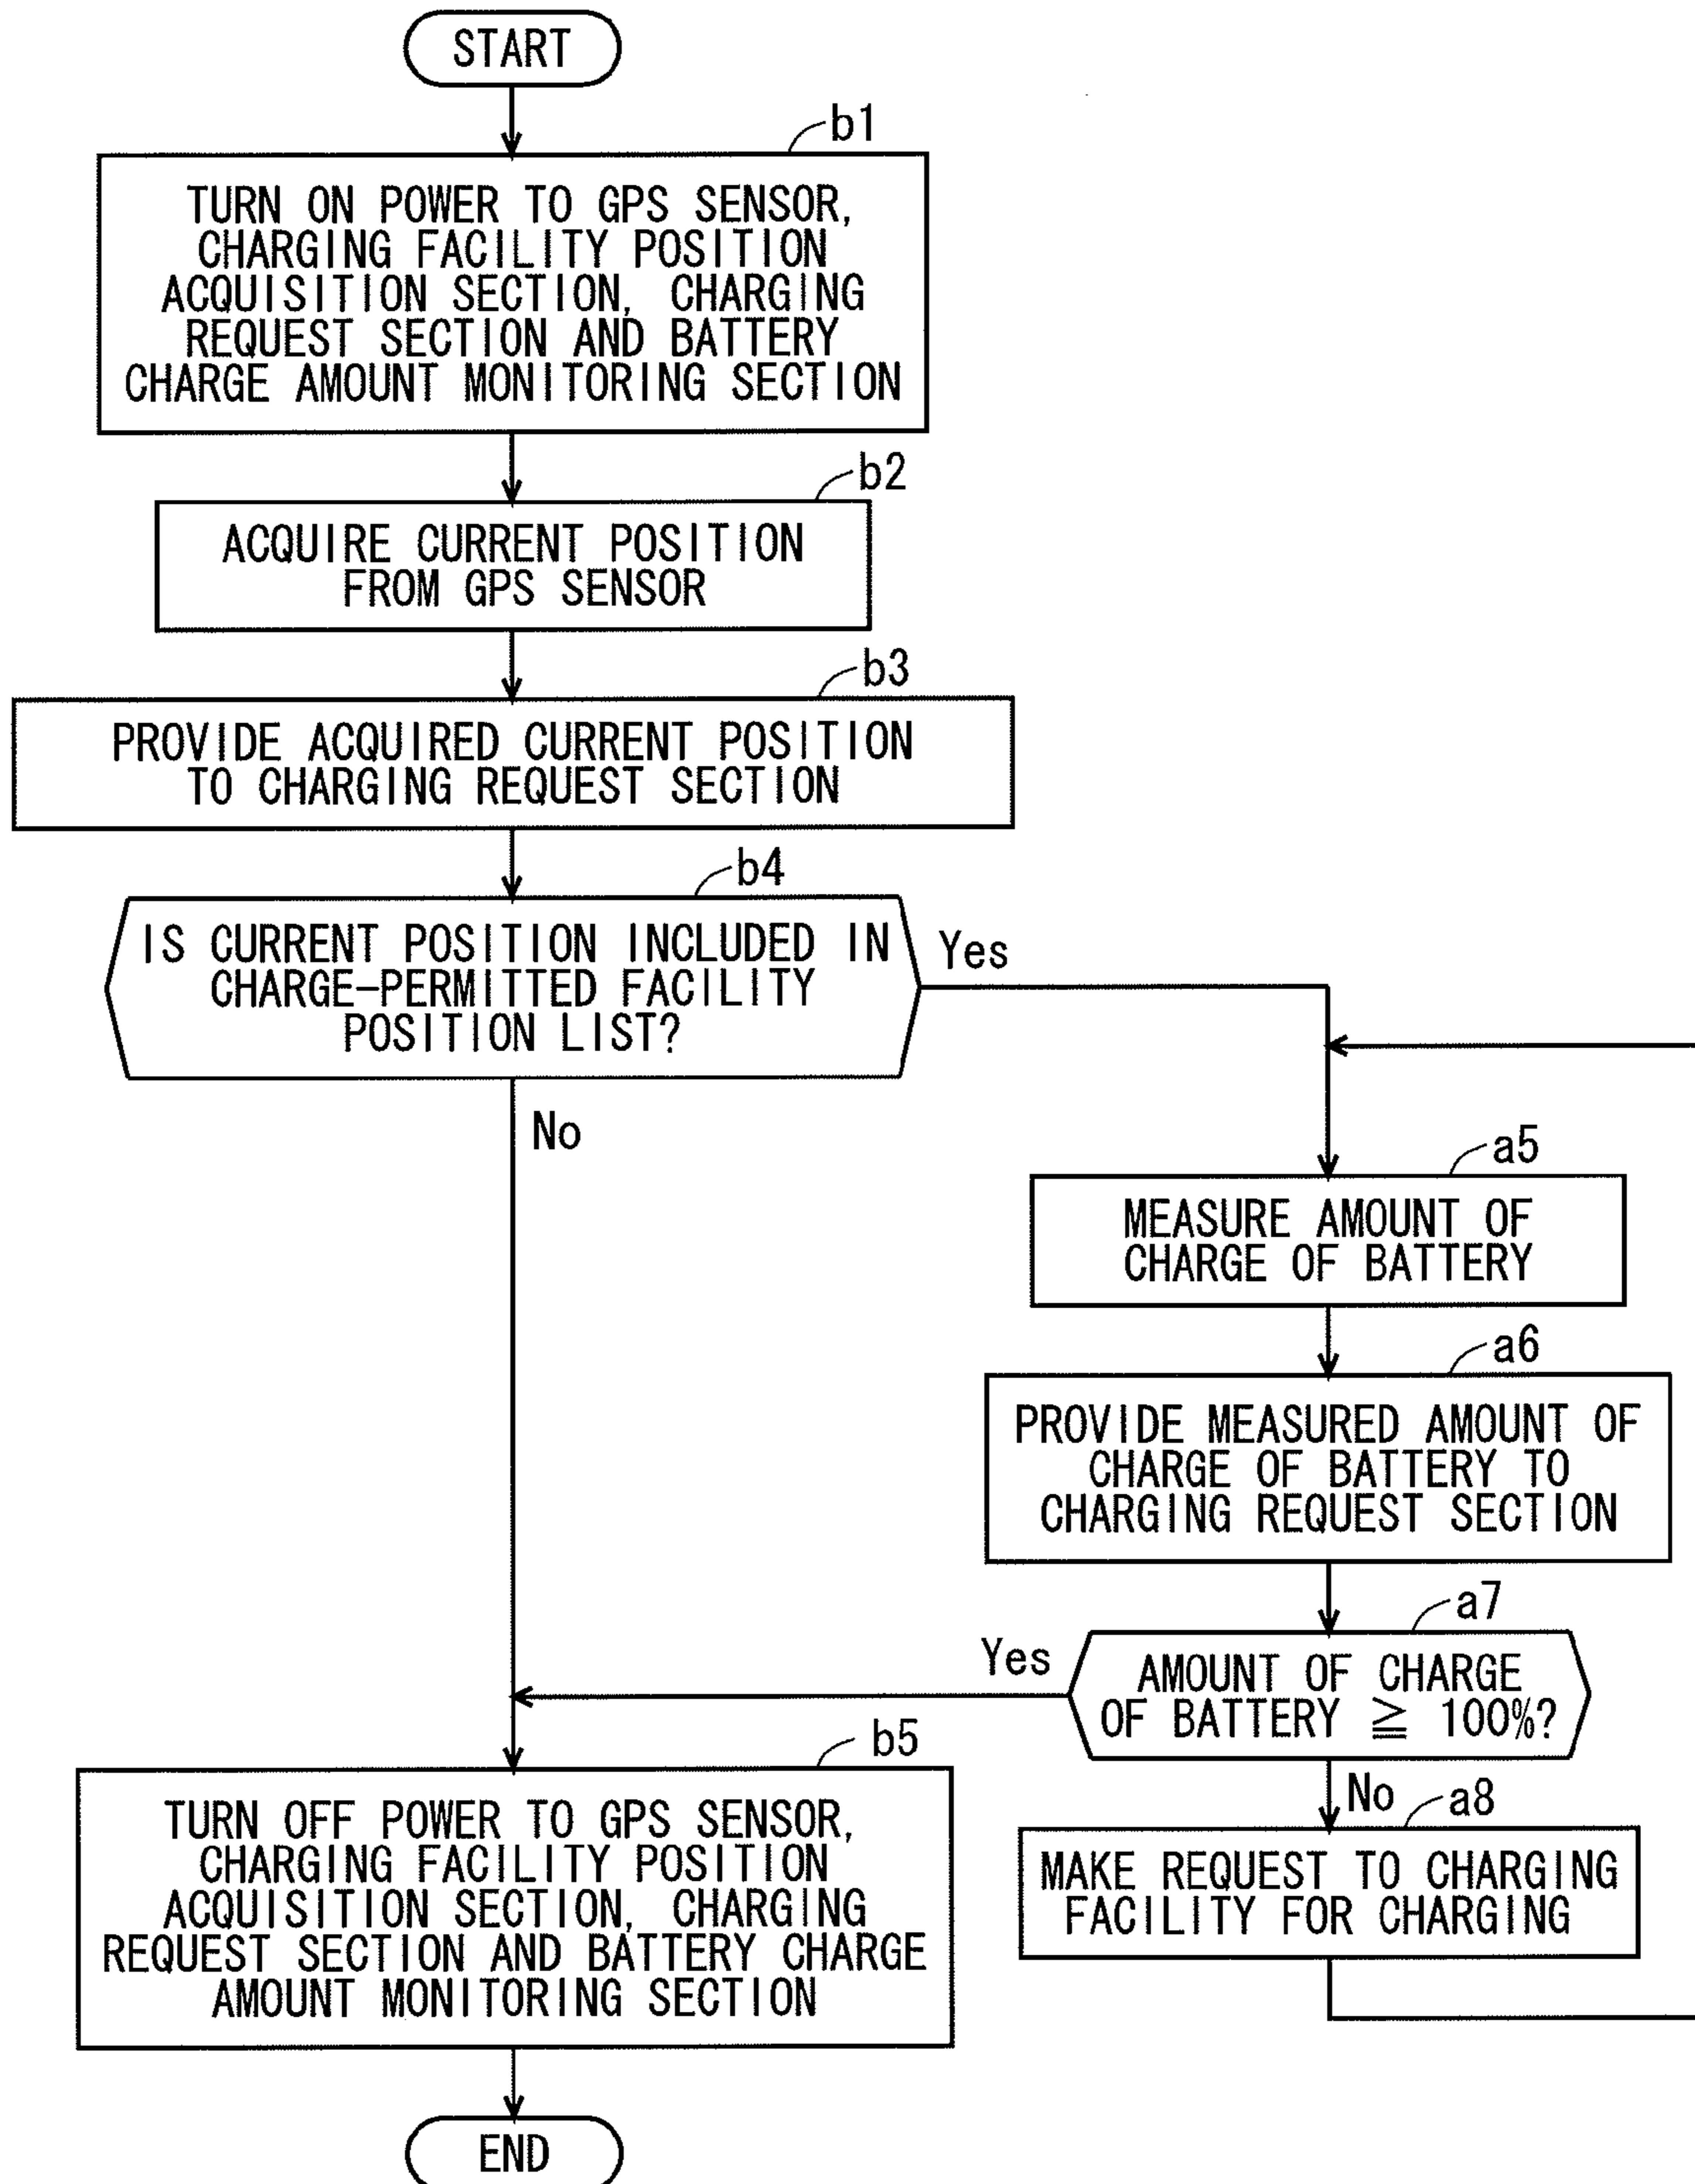 START
b1
TURN ON POWER TO GPS SENSOR,
CHARGING FACILITY POSITION
ACQUISITION SECTION, CHARGING
REQUEST SECTION AND BATTERY
CHARGE AMOUNT MONITORING SECTION
b2
ACQUIRE CURRENT POSITION
FROM GPS SENSOR
b3
PROVIDE ACQUIRED CURRENT POSITION
TO CHARGING REQUEST SECTION
b4
IS CURRENT POSITION INCLUDED IN
CHARGE-PERMITTED FACILITY
POSITION LIST?
Yes
No
a5
MEASURE AMOUNT OF
CHARGE OF BATTERY
a6
PROVIDE MEASURED AMOUNT OF
CHARGE OF BATTERY TO
CHARGING REQUEST SECTION
a7
AMOUNT OF CHARGE
OF BATTERY ≧ 100%?
Yes
No
a8
MAKE REQUEST TO CHARGING
FACILITY FOR CHARGING
b5
TURN OFF POWER TO GPS SENSOR,
CHARGING FACILITY POSITION
ACQUISITION SECTION, CHARGING
REQUEST SECTION AND BATTERY CHARGE
AMOUNT MONITORING SECTION
END